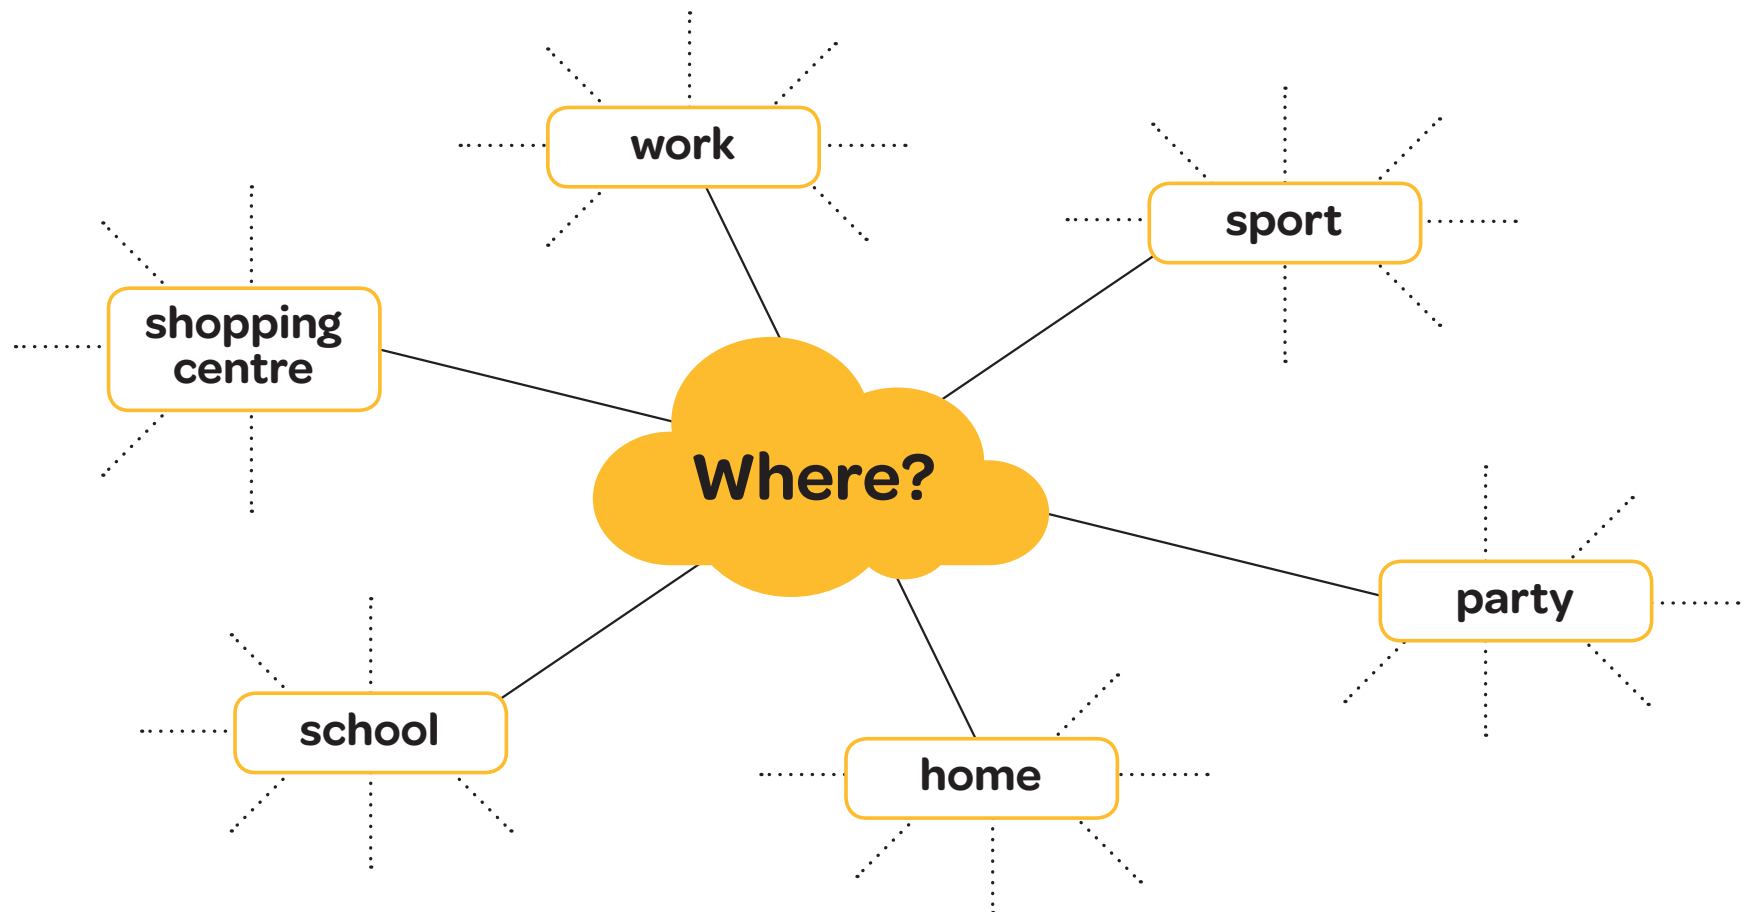 work
sport
shopping
centre
Where?
party
school
home